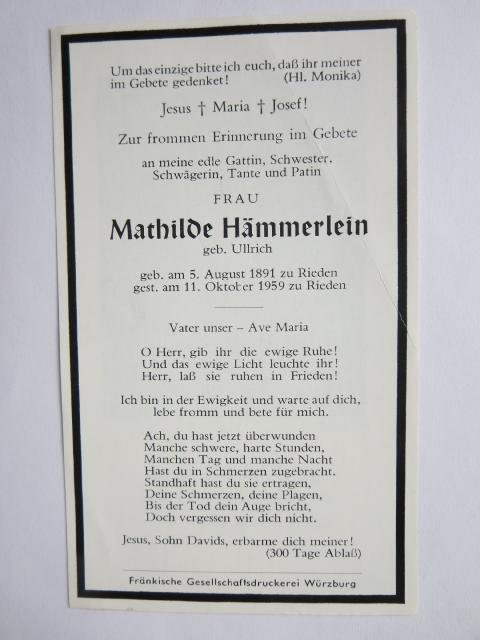 Um das einzige bitte ich euch, daß ihr meiner
im Gebete gedenket! (Hl. Monika)
Jesus † Maria † Josef!
Zur frommen Erinnerung im Gebete
an meine edle Gattin, Schwester,
Schwägerin, Tante und Patin
FRAU
Mathilde Hämmerlein
geb. Ullrich
geb. am 5. August 1891 zu Rieden
gest. am 11. Oktober 1959 zu Rieden
Vater unser – Ave Maria
O Herr, gib ihr die ewige Ruhe!
Und das ewige Licht leuchte ihr!
Herr, laß sie ruhen in Frieden!
Ich bin in der Ewigkeit und warte auf dich,
lebe fromm und bete für mich.
Ach, du hast jetzt überwunden
Manche schwere, harte Stunden,
Manchen Tag und manche Nacht
Hast du in Schmerzen zugebracht.
Standhaft hast du sie ertragen,
Deine Schmerzen, deine Plagen,
Bis der Tod dein Auge bricht,
Doch vergessen wir dich nicht.
Jesus, Sohn Davids, erbarme dich meiner!
(300 Tage Ablaß)
Fränkische Gesellschaftsdruckerei Würzburg